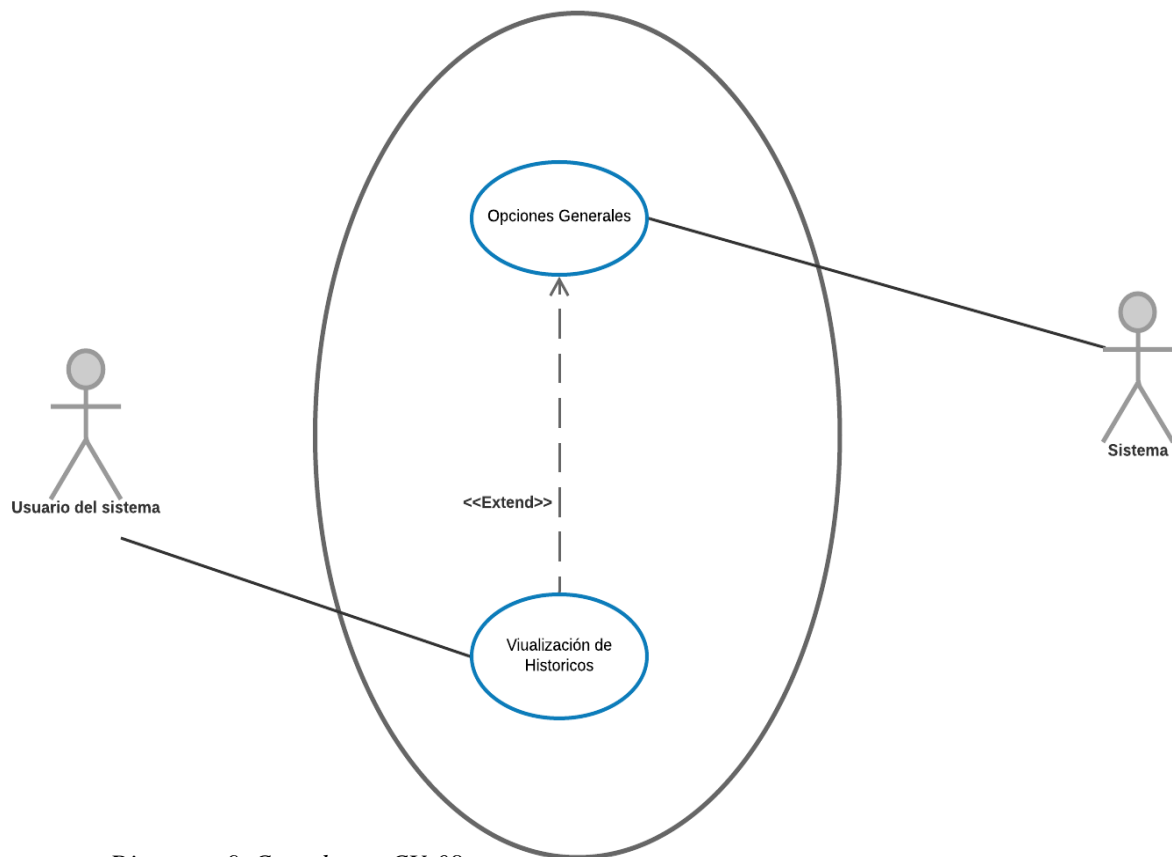 Opciones Generales
Sistema
Usuario del sistema
<<Extend>>
Viualización de
Historicos